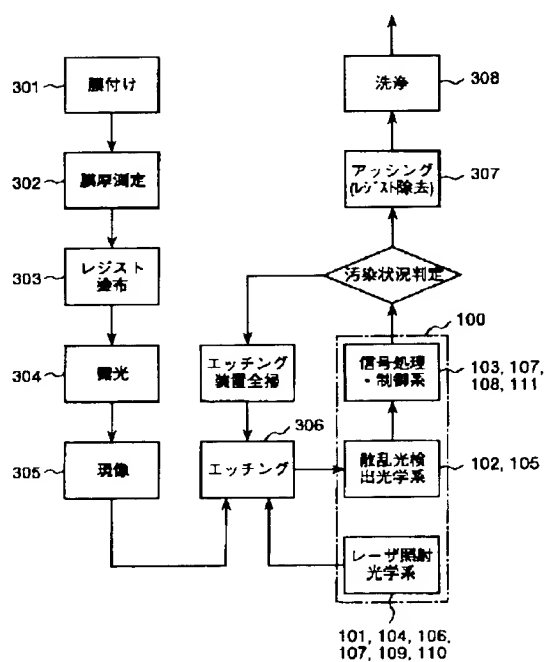 301
膜付け
302
膜厚測定
303
レジスト
塗布
304
露光
305
現像
洗浄
308
アッシング
(レジスト除去)
307
汚染状況判定
100
エッチング
装置全掃
信号処理
・制御系
103, 107,
108, 111
306
エッチング
散乱光検
出光学系
102, 105
レーザ照射
光学系
101, 104, 106,
107, 109, 110